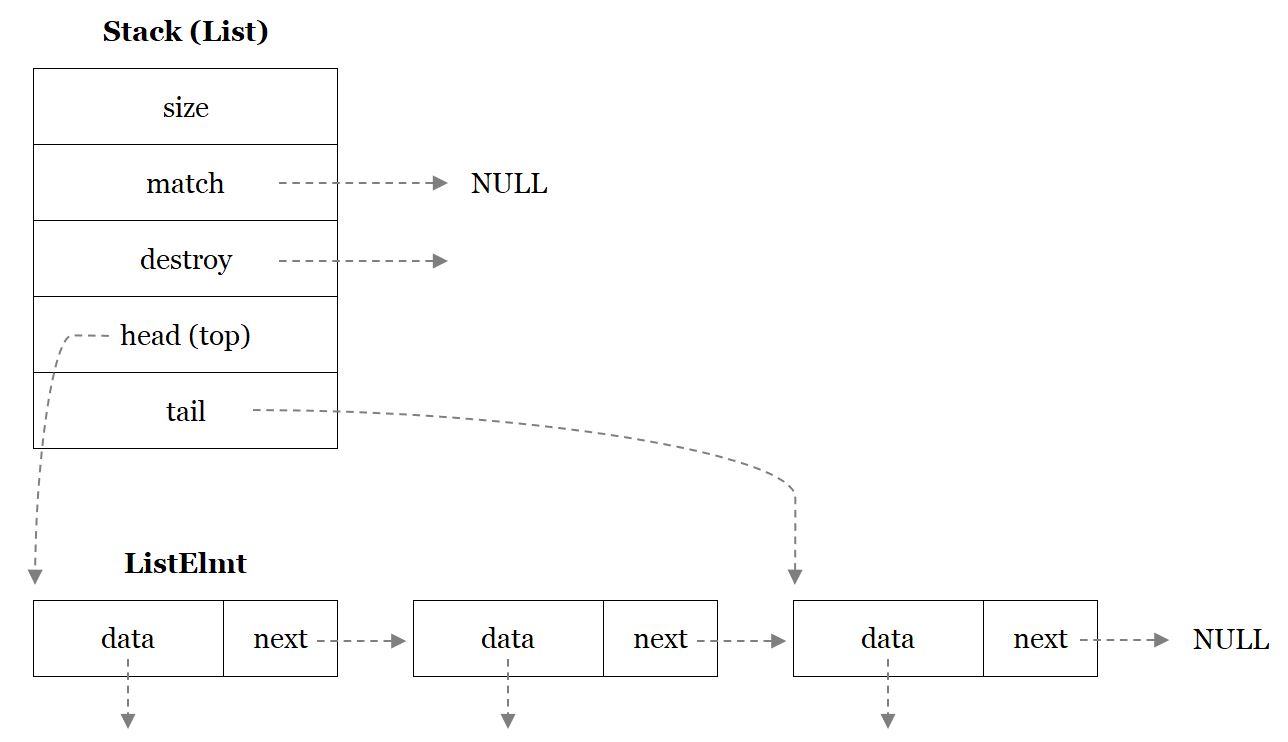 Stack (List)
size
match NULL
destroy
head (top)
tail
ListElmt
data next data next data next NULL